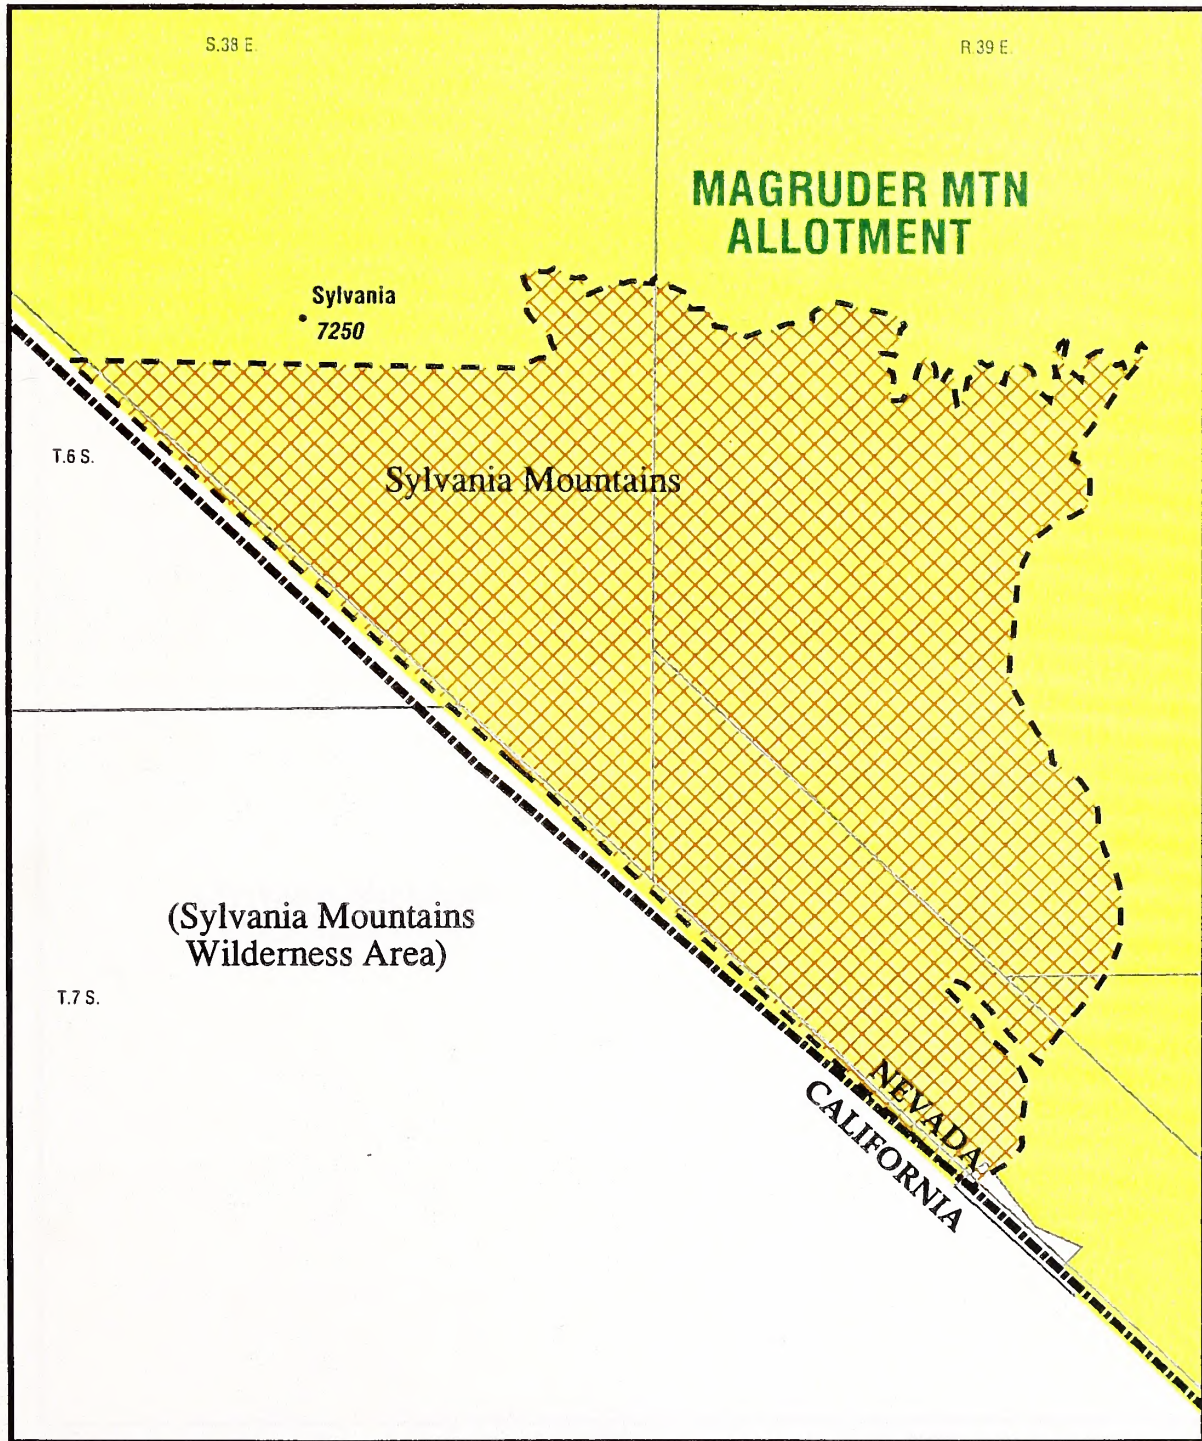 S.38 E.
R.39 E.
MAGRUDER MTN
ALLOTMENT
Sylvania
7250
T.6 S.
Sylvania Mountains
(Sylvania Mountains
Wilderness Area)
T.7 S.
NEVADA
CALIFORNIA